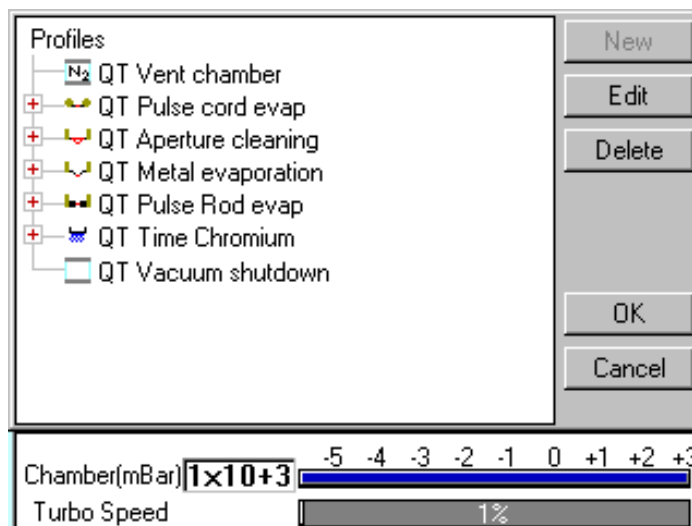 Profiles
N2 QT Vent chamber
QT Pulse cord evap
QT Aperture cleaning
QT Metal evaporation
QT Pulse Rod evap
QT Time Chromium
QT Vacuum shutdown
New
Edit
Delete
OK
Cancel
-5 -4 -3 -2 -1 0 +1 +2 +3
Chamber(mBar) 1x10+3
Turbo Speed 1%